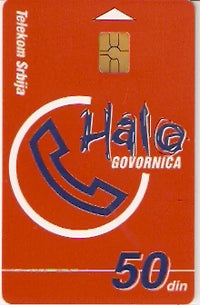 Telekom Srbija
Halo
GOVORNICA
50 din